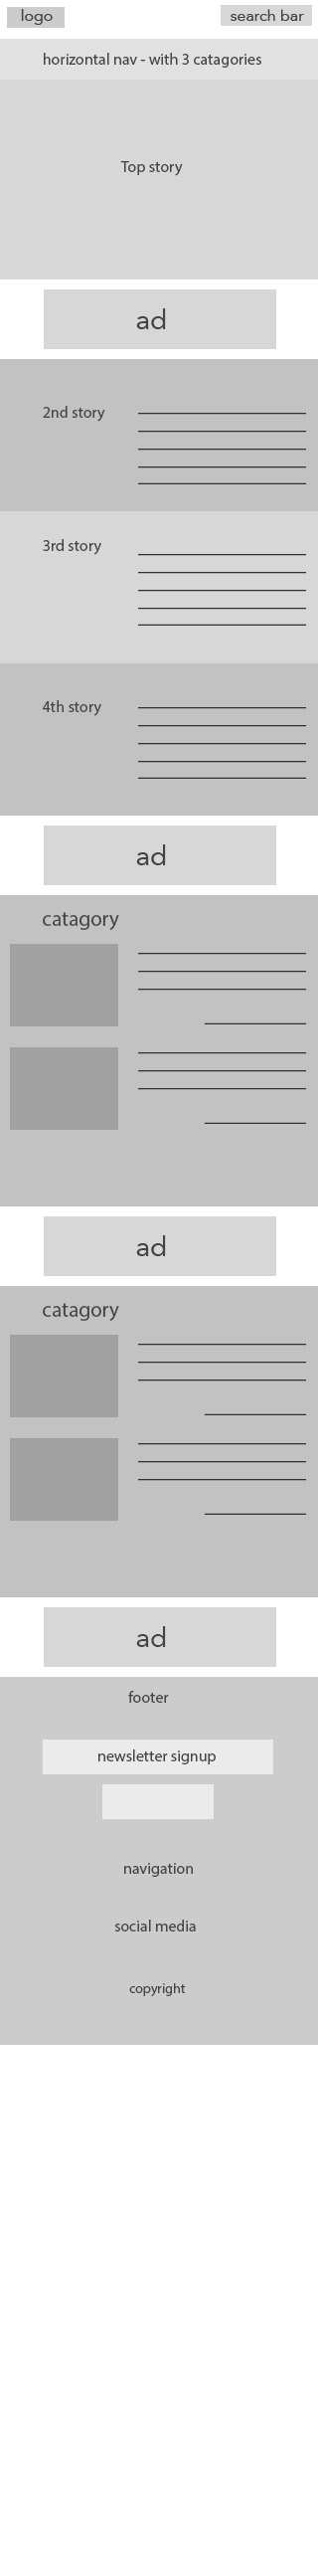 logo
search bar
horizontal nav - with 3 catagories
Top story
ad
2nd story
3rd story
4th story
ad
catagory
ad
catagory
ad
footer
newsletter signup
navigation
social media
copyright